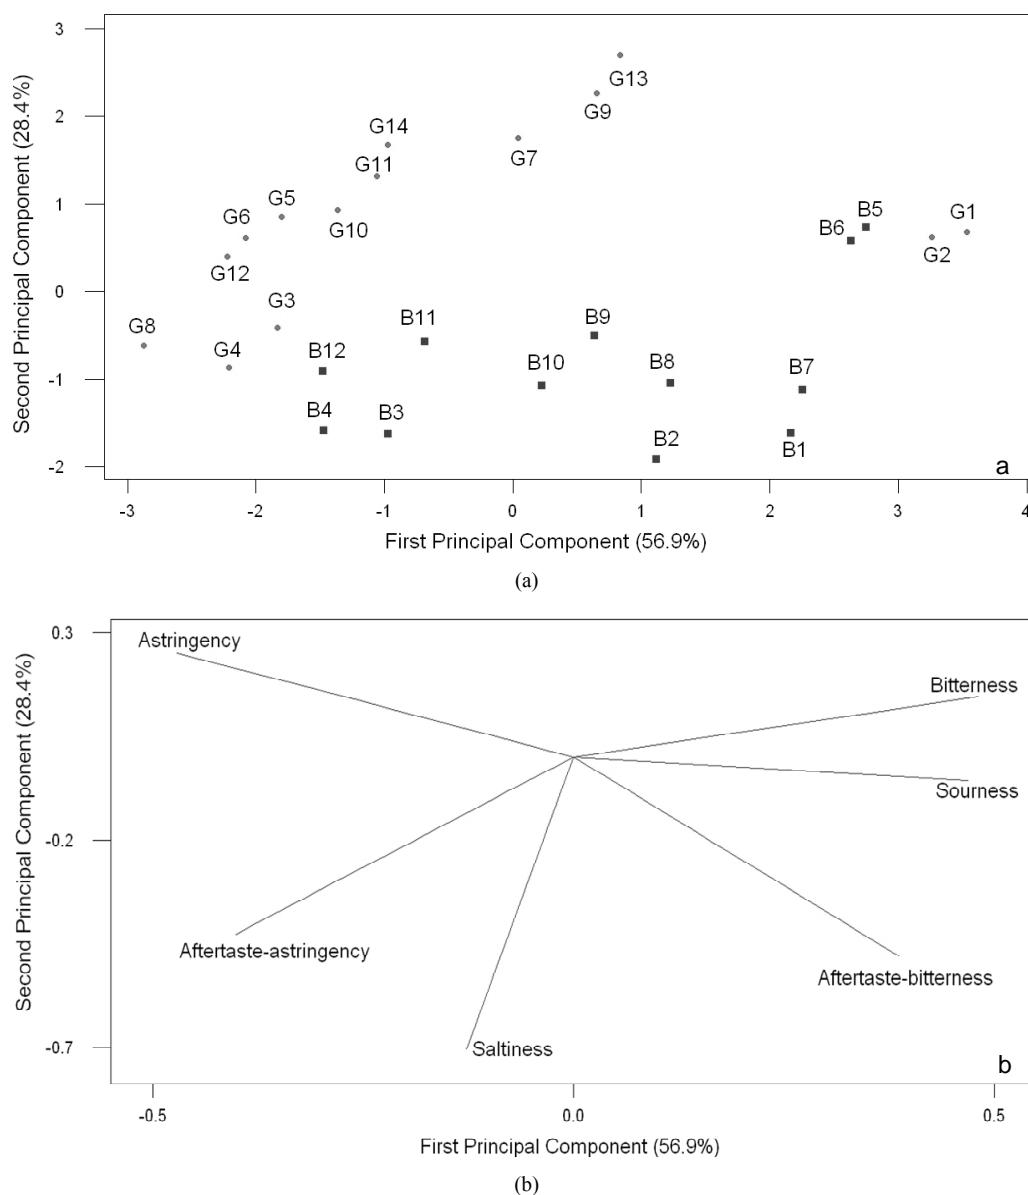 3
2
1
0
-1
-2
Second Principal Component (28.4%)
G13
G9
G14
G7
G11
G5
G6
G10
G12
G1
B5
B6
G2
G3
G8
G4
B11
B12
B9
B10
B8
B7
B4
B3
B2
B1
a
-3 -2 -1 0 1 2 3 4
First Principal Component (56.9%)
(a)
0.3
-0.2
-0.7
Second Principal Component (28.4%)
Astringency
Bitterness
Sourness
Aftertaste-astringency
Aftertaste-bitterness
Saltiness
b
-0.5 0.0 0.5
First Principal Component (56.9%)
(b)